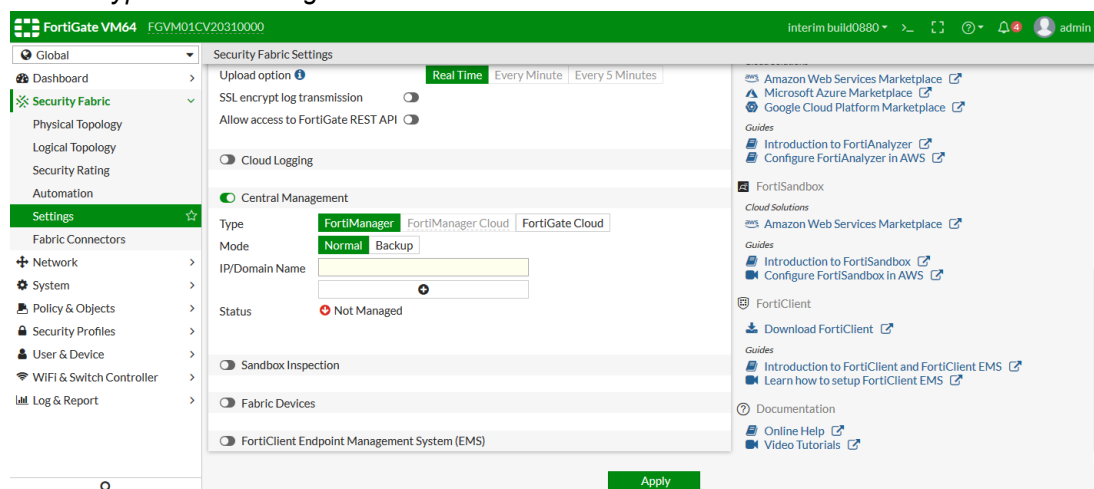 FortiGate VM64 FGVM01CV20310000 interim build0880 >_ 4 admin
Global
Dashboard
Security Fabric
Physical Topology
Logical Topology
Security Rating
Automation
Settings
Fabric Connectors
Network
System
Policy & Objects
Security Profiles
User & Device
WiFi & Switch Controller
Log & Report
Security Fabric Settings
Upload option Real Time Every Minute Every 5 Minutes
SSL encrypt log transmission
Allow access to FortiGate REST API
Cloud Logging
Central Management
Type FortiManager FortiManager Cloud FortiGate Cloud
Mode Normal Backup
IP/Domain Name
Status Not Managed
Sandbox Inspection
Fabric Devices
FortiClient Endpoint Management System (EMS)
Apply
aws Amazon Web Services Marketplace
Microsoft Azure Marketplace
Google Cloud Platform Marketplace
Guides
Introduction to FortiAnalyzer
Configure FortiAnalyzer in AWS
FortiSandbox
Cloud Solutions
aws Amazon Web Services Marketplace
Guides
Introduction to FortiSandbox
Configure FortiSandbox in AWS
FortiClient
Download FortiClient
Guides
Introduction to FortiClient and FortiClient EMS
Learn how to setup FortiClient EMS
Documentation
Online Help
Video Tutorials